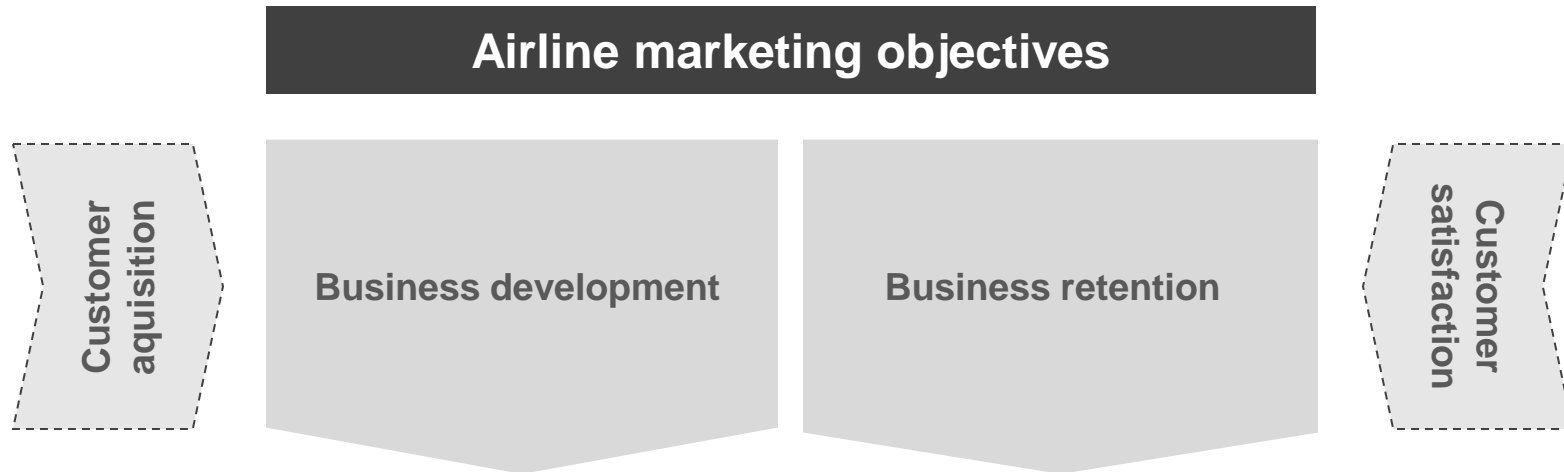 Airline marketing objectives
Customer
aquisition
Business development
Business retention
Customer
satisfaction